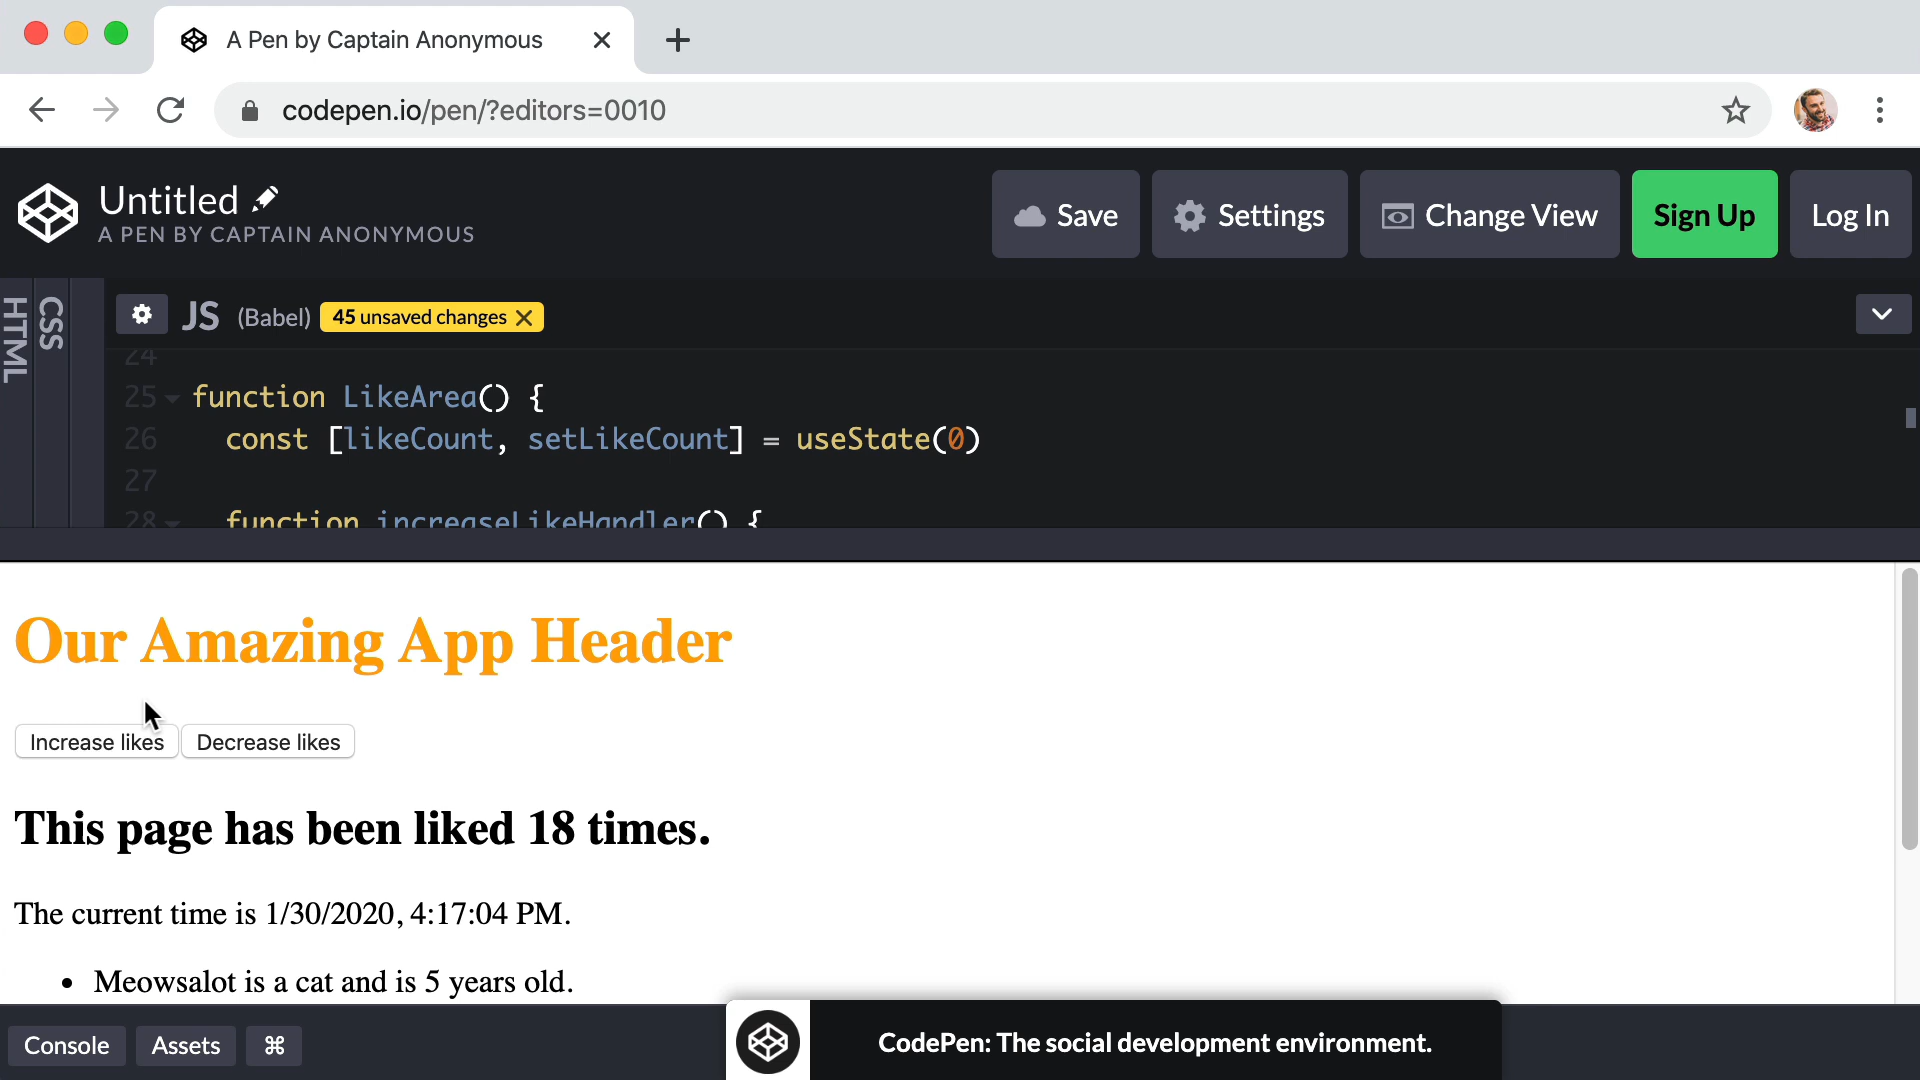 A Pen by Captain Anonymous
codepen.io/pen/?editors=0010
Untitled
A PEN BY CAPTAIN ANONYMOUS
Save
Settings
Change View
Sign Up
Log In
HTML
CSS
JS (Babel) 45 unsaved changes
24
25 function LikeArea() {
26 const [likeCount, setLikeCount] = useState(0)
27
28 function increaseLikeHandler() {
Our Amazing App Header
Increase likes Decrease likes
This page has been liked 18 times.
The current time is 1/30/2020, 4:17:04 PM.
• Meowsalot is a cat and is 5 years old.
Console Assets ⌘
CodePen: The social development environment.